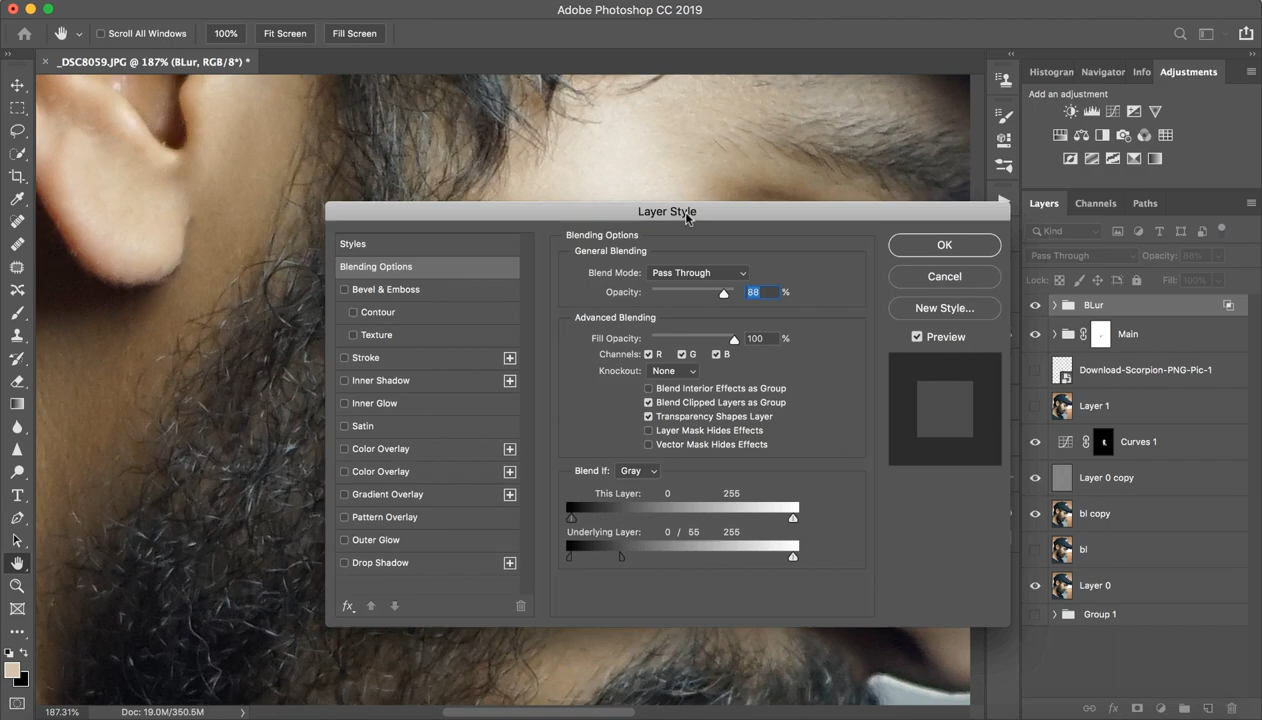 Adobe Photoshop CC 2019
Scroll All Windows
100%
Fit Screen
Fill Screen
_DSC8059.JPG @ 187% (BLur, RGB/8*) *
Histogran
Navigator
Info
Adjustments
Add an adjustment
Layers
Channels
Paths
Kind
Pass Through
Opacity: 88%
Lock:
Fill: 100%
BLur
Main
Download-Scorpion-PNG-Pic-1
Layer 1
Curves 1
Layer 0 copy
bl copy
bl
Layer 0
Group 1
Layer Style
Styles
Blending Options
Bevel & Emboss
Contour
Texture
Stroke
Inner Shadow
Inner Glow
Satin
Color Overlay
Color Overlay
Gradient Overlay
Pattern Overlay
Outer Glow
Drop Shadow
fx
Blending Options
General Blending
Blend Mode: Pass Through
Opacity: 88 %
Advanced Blending
Fill Opacity: 100 %
Channels: R G B
Knockout: None
Blend Interior Effects as Group
Blend Clipped Layers as Group
Transparency Shapes Layer
Layer Mask Hides Effects
Vector Mask Hides Effects
Blend If: Gray
This Layer: 0 255
Underlying Layer: 0 / 55 255
OK
Cancel
New Style...
Preview
187.31%
Doc: 19.0M/350.5M
fx